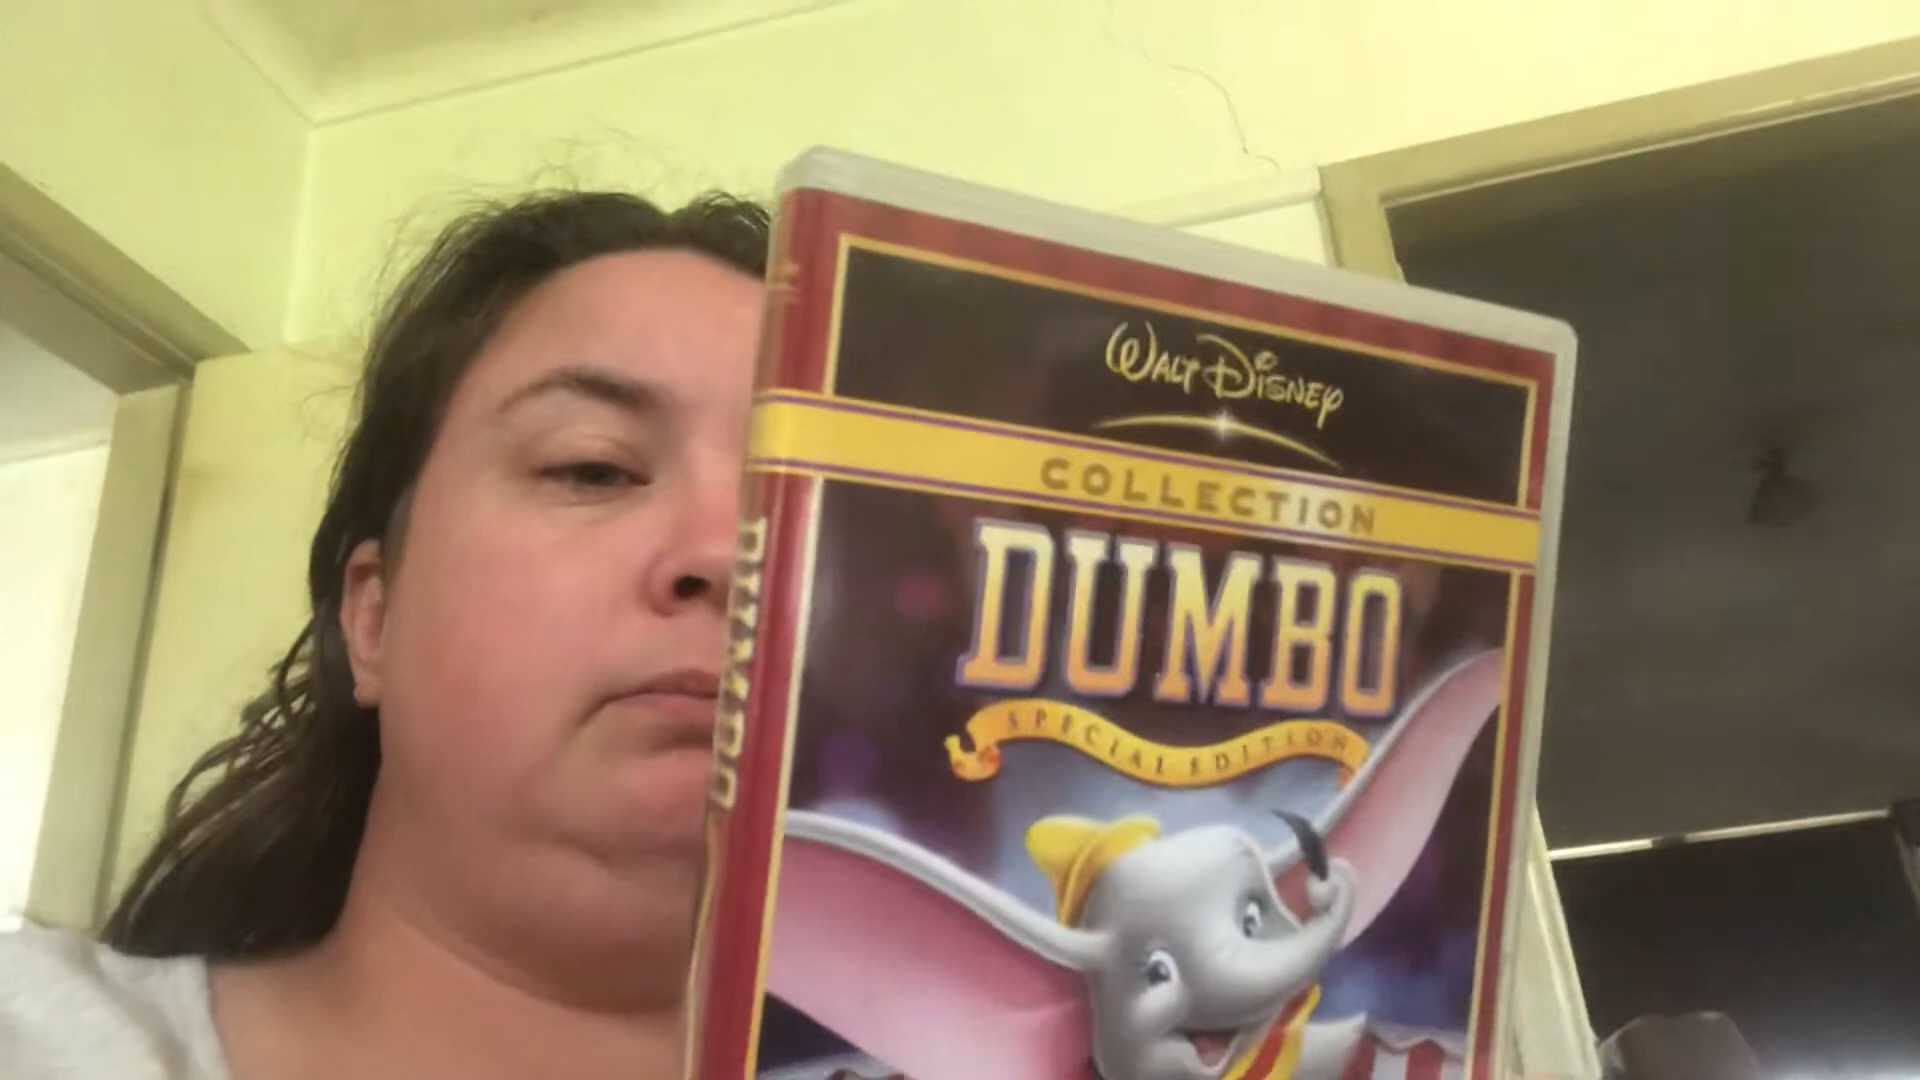 WALT DISNEY
COLLECTION
DUMBO
SPECIAL EDITION
DUMBO